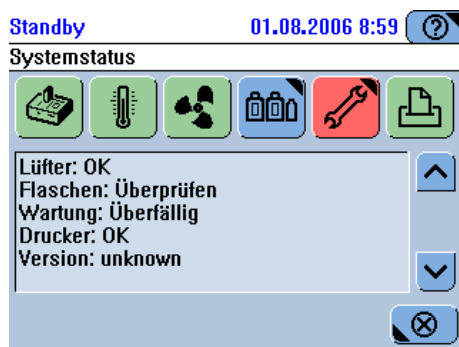 Standby 01.08.2006 8:59 ?
Systemstatus
Lüfter: OK
Flaschen: Überprüfen
Wartung: Überfällig
Drucker: OK
Version: unknown